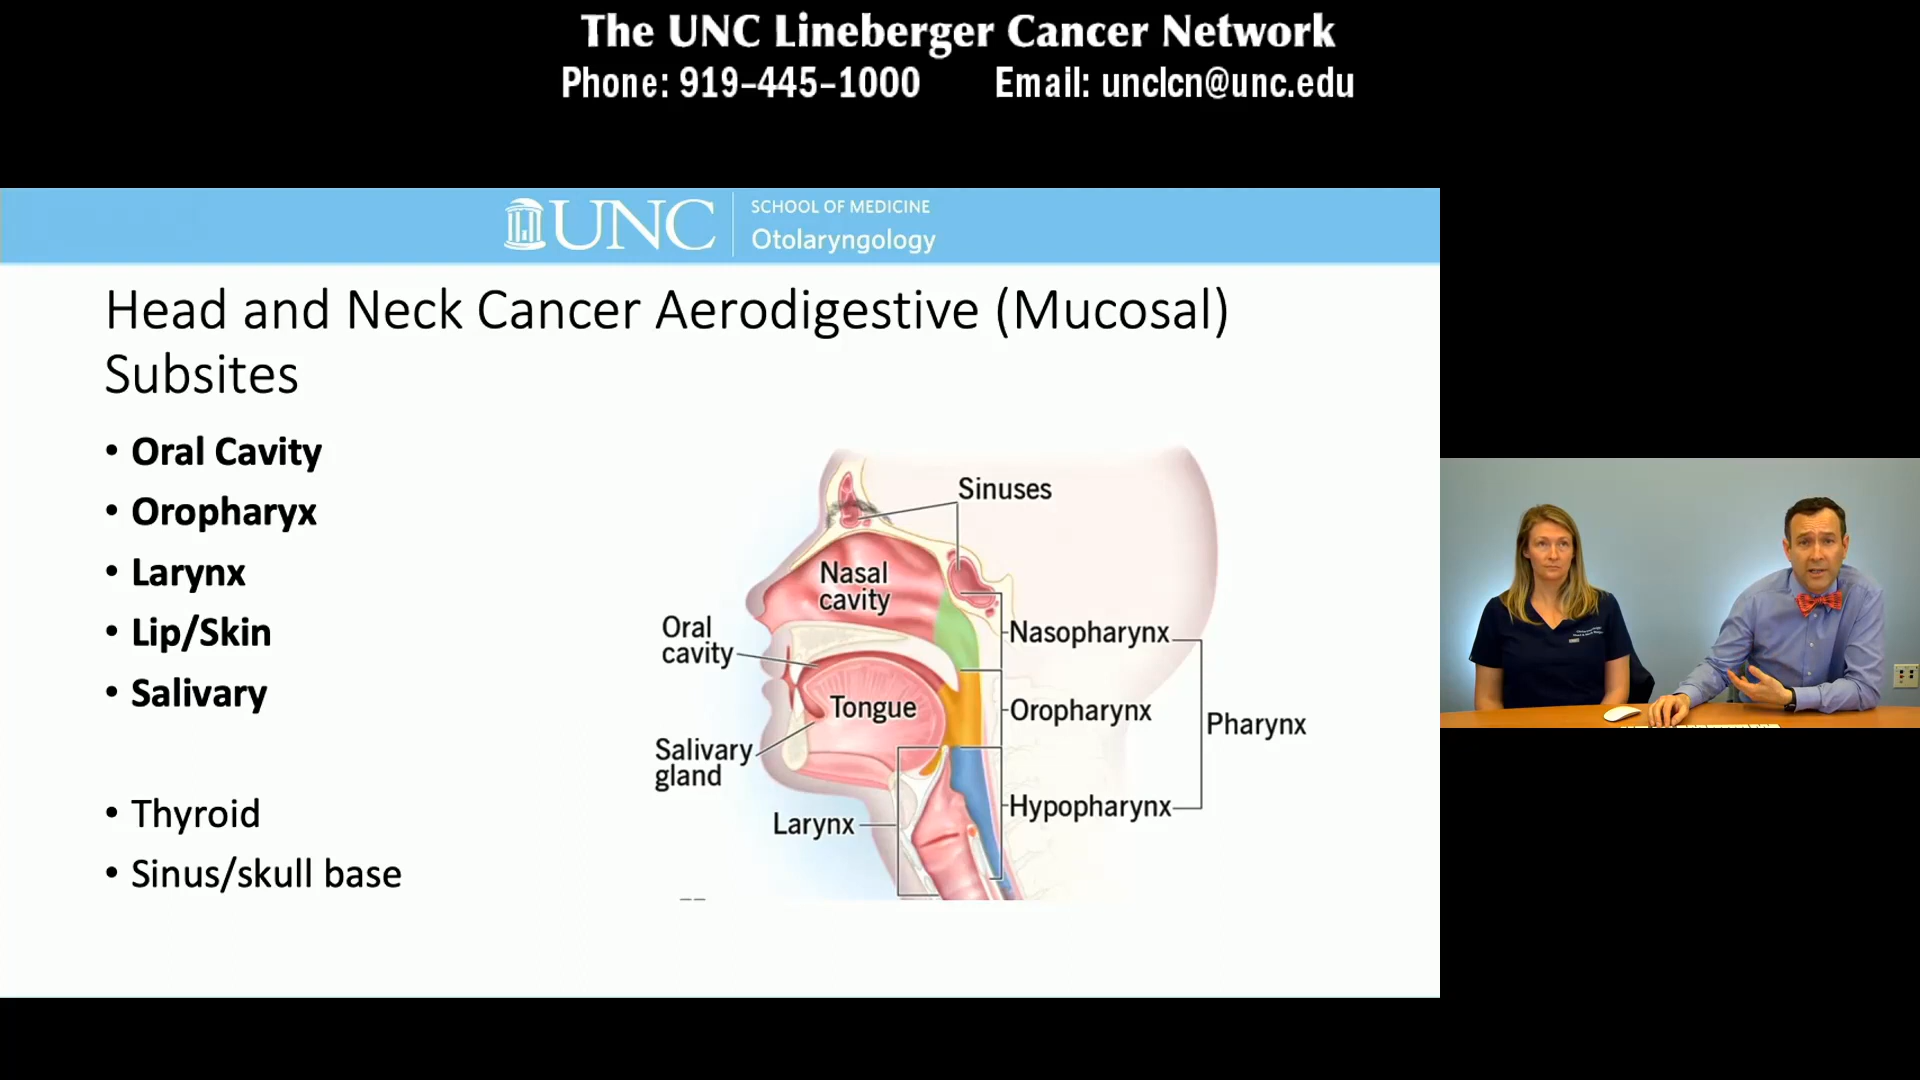 The UNC Lineberger Cancer Network
Phone: 919-445-1000 Email: unclcn@unc.edu
UNC
SCHOOL OF MEDICINE
Otolaryngology
Head and Neck Cancer Aerodigestive (Mucosal)
Subsites
• Oral Cavity
• Oropharyx
• Larynx
• Lip/Skin
• Salivary
• Thyroid
• Sinus/skull base
Sinuses
Nasal
cavity
Oral
cavity
Nasopharynx
Tongue
Oropharynx
Pharynx
Salivary
gland
Hypopharynx
Larynx